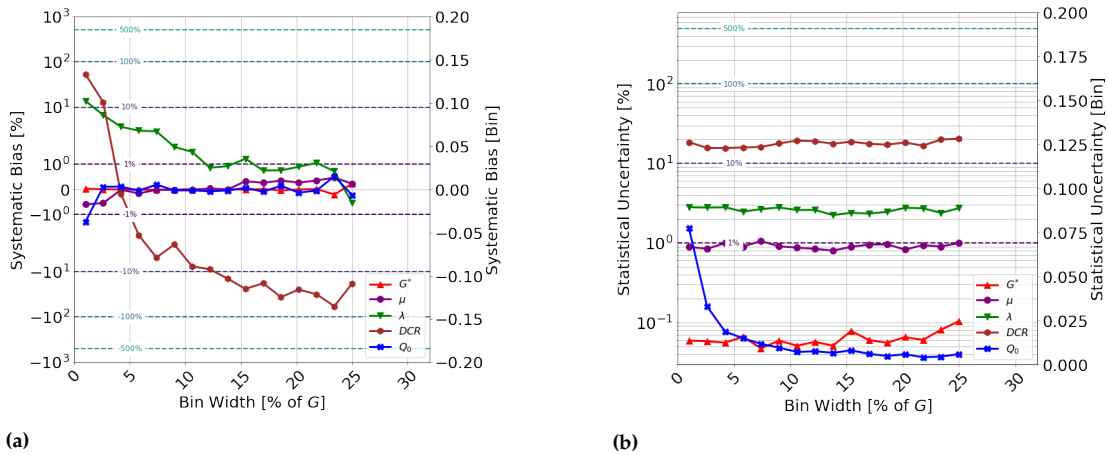 Systematic Bias [%]
10³
10²
10¹
10⁰
0
−10⁰
−10¹
−10²
−10³
500%
100%
10%
1%
-1%
-10%
-100%
-500%
0.20
0.15
0.10
0.05
0.00
−0.05
−0.10
−0.15
−0.20
Systematic Bias [Bin]
G*
μ
λ
DCR
Q₀
0 5 10 15 20 25 30
Bin Width [% of G]
(a)
Statistical Uncertainty [%]
10²
10¹
10⁰
10⁻¹
500%
100%
10%
1%
0.200
0.175
0.150
0.125
0.100
0.075
0.050
0.025
0.000
Statistical Uncertainty [Bin]
G*
μ
λ
DCR
Q₀
0 5 10 15 20 25 30
Bin Width [% of G]
(b)